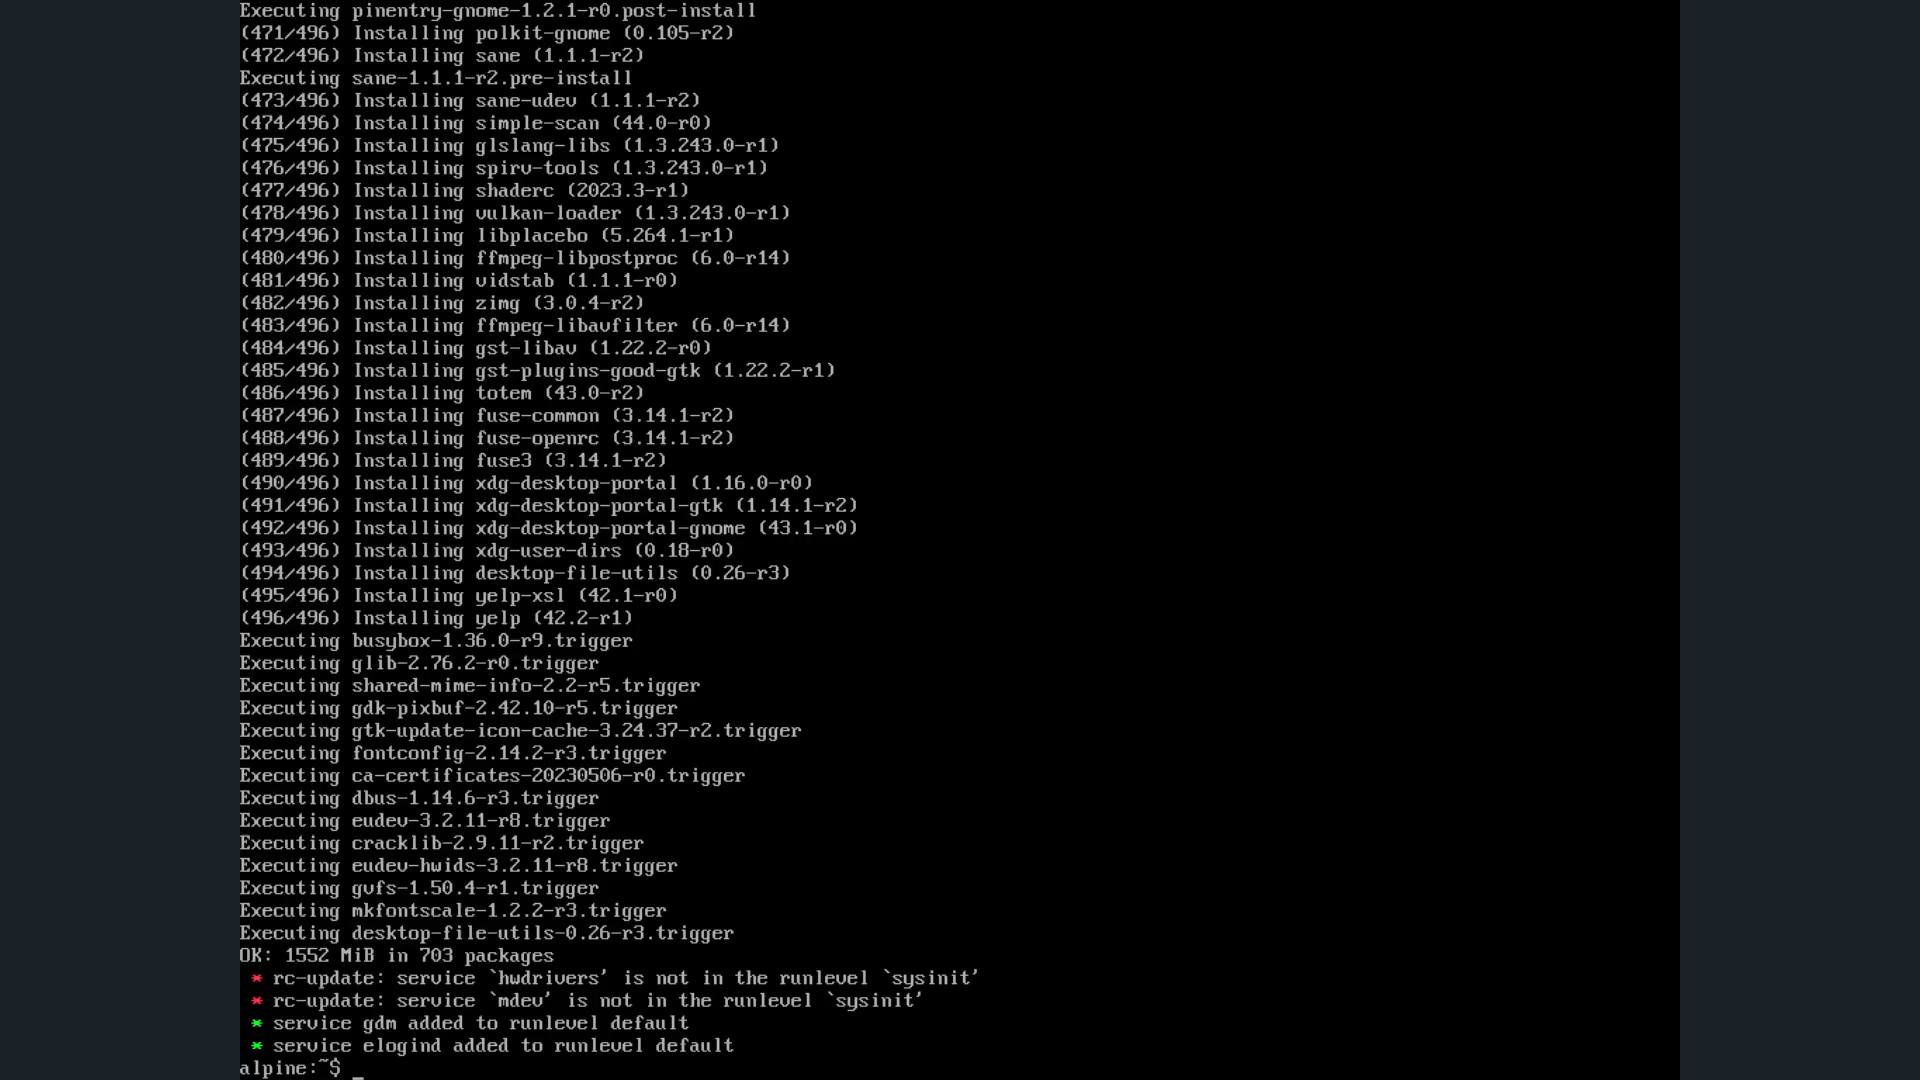 Executing pinentry-gnome-1.2.1-r0.post-install
(471/496) Installing polkit-gnome (0.105-r2)
(472/496) Installing sane (1.1.1-r2)
Executing sane-1.1.1-r2.pre-install
(473/496) Installing sane-udev (1.1.1-r2)
(474/496) Installing simple-scan (44.0-r0)
(475/496) Installing glslang-libs (1.3.243.0-r1)
(476/496) Installing spirv-tools (1.3.243.0-r1)
(477/496) Installing shaderc (2023.3-r1)
(478/496) Installing vulkan-loader (1.3.243.0-r1)
(479/496) Installing libplacebo (5.264.1-r1)
(480/496) Installing ffmpeg-libpostproc (6.0-r14)
(481/496) Installing vidstab (1.1.1-r0)
(482/496) Installing zimg (3.0.4-r2)
(483/496) Installing ffmpeg-libavfilter (6.0-r14)
(484/496) Installing gst-libav (1.22.2-r0)
(485/496) Installing gst-plugins-good-gtk (1.22.2-r1)
(486/496) Installing totem (43.0-r2)
(487/496) Installing fuse-common (3.14.1-r2)
(488/496) Installing fuse-openrc (3.14.1-r2)
(489/496) Installing fuse3 (3.14.1-r2)
(490/496) Installing xdg-desktop-portal (1.16.0-r0)
(491/496) Installing xdg-desktop-portal-gtk (1.14.1-r2)
(492/496) Installing xdg-desktop-portal-gnome (43.1-r0)
(493/496) Installing xdg-user-dirs (0.18-r0)
(494/496) Installing desktop-file-utils (0.26-r3)
(495/496) Installing yelp-xsl (42.1-r0)
(496/496) Installing yelp (42.2-r1)
Executing busybox-1.36.0-r9.trigger
Executing glib-2.76.2-r0.trigger
Executing shared-mime-info-2.2-r5.trigger
Executing gdk-pixbuf-2.42.10-r5.trigger
Executing gtk-update-icon-cache-3.24.37-r2.trigger
Executing fontconfig-2.14.2-r3.trigger
Executing ca-certificates-20230506-r0.trigger
Executing dbus-1.14.6-r3.trigger
Executing eudev-3.2.11-r8.trigger
Executing cracklib-2.9.11-r2.trigger
Executing eudev-hwids-3.2.11-r8.trigger
Executing gvfs-1.50.4-r1.trigger
Executing mkfontscale-1.2.2-r3.trigger
Executing desktop-file-utils-0.26-r3.trigger
OK: 1552 MiB in 703 packages
 * rc-update: service `hwdrivers' is not in the runlevel `sysinit'
 * rc-update: service `mdev' is not in the runlevel `sysinit'
 * service gdm added to runlevel default
 * service elogind added to runlevel default
alpine:~$ _